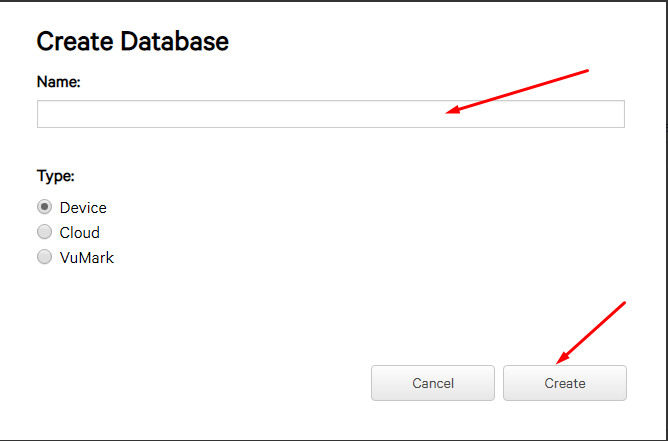 Create Database
Name:
Type:
Device
Cloud
VuMark
Cancel Create